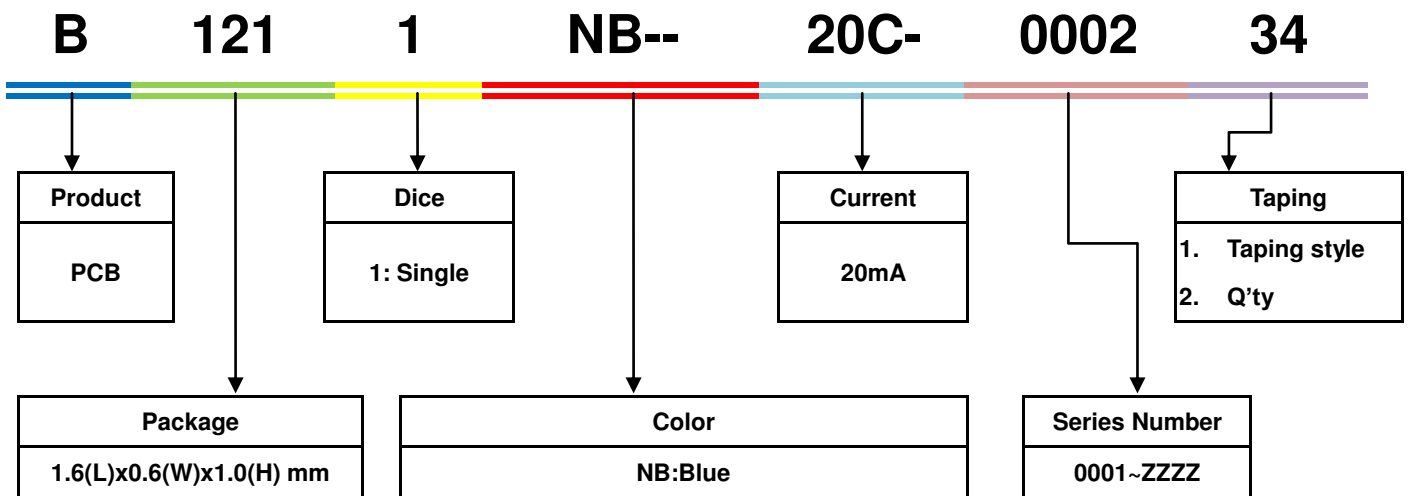 B 121 1 NB-- 20C- 0002 34
Product
PCB
Dice
1: Single
Current
20mA
Taping
1. Taping style
2. Q’ty
Package
1.6(L)x0.6(W)x1.0(H) mm
Color
NB:Blue
Series Number
0001~ZZZZ